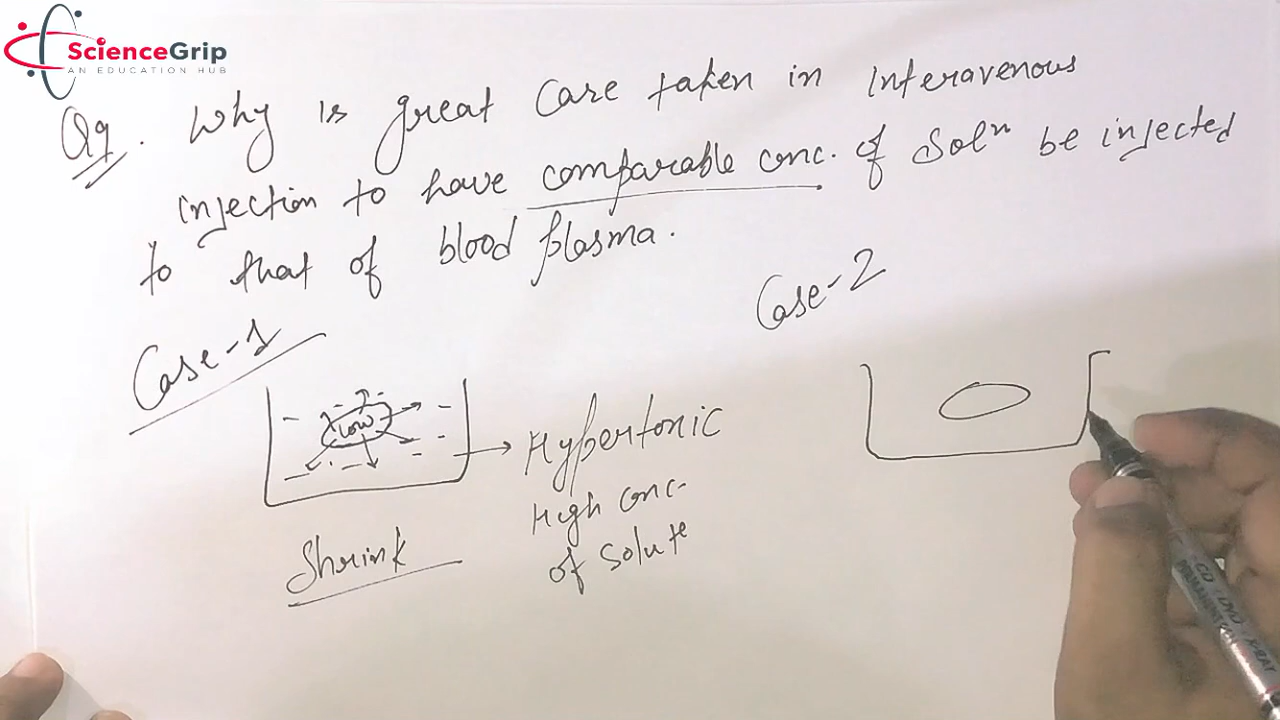 ScienceGrip
AN EDUCATION HUB
Q9. Why is great care taken in interavenous
injection to have comparable conc. of Solⁿ be injected
to that of blood plasma.
Case-1
Case-2
Low
Hypertonic
High conc.
of solute
Shrink